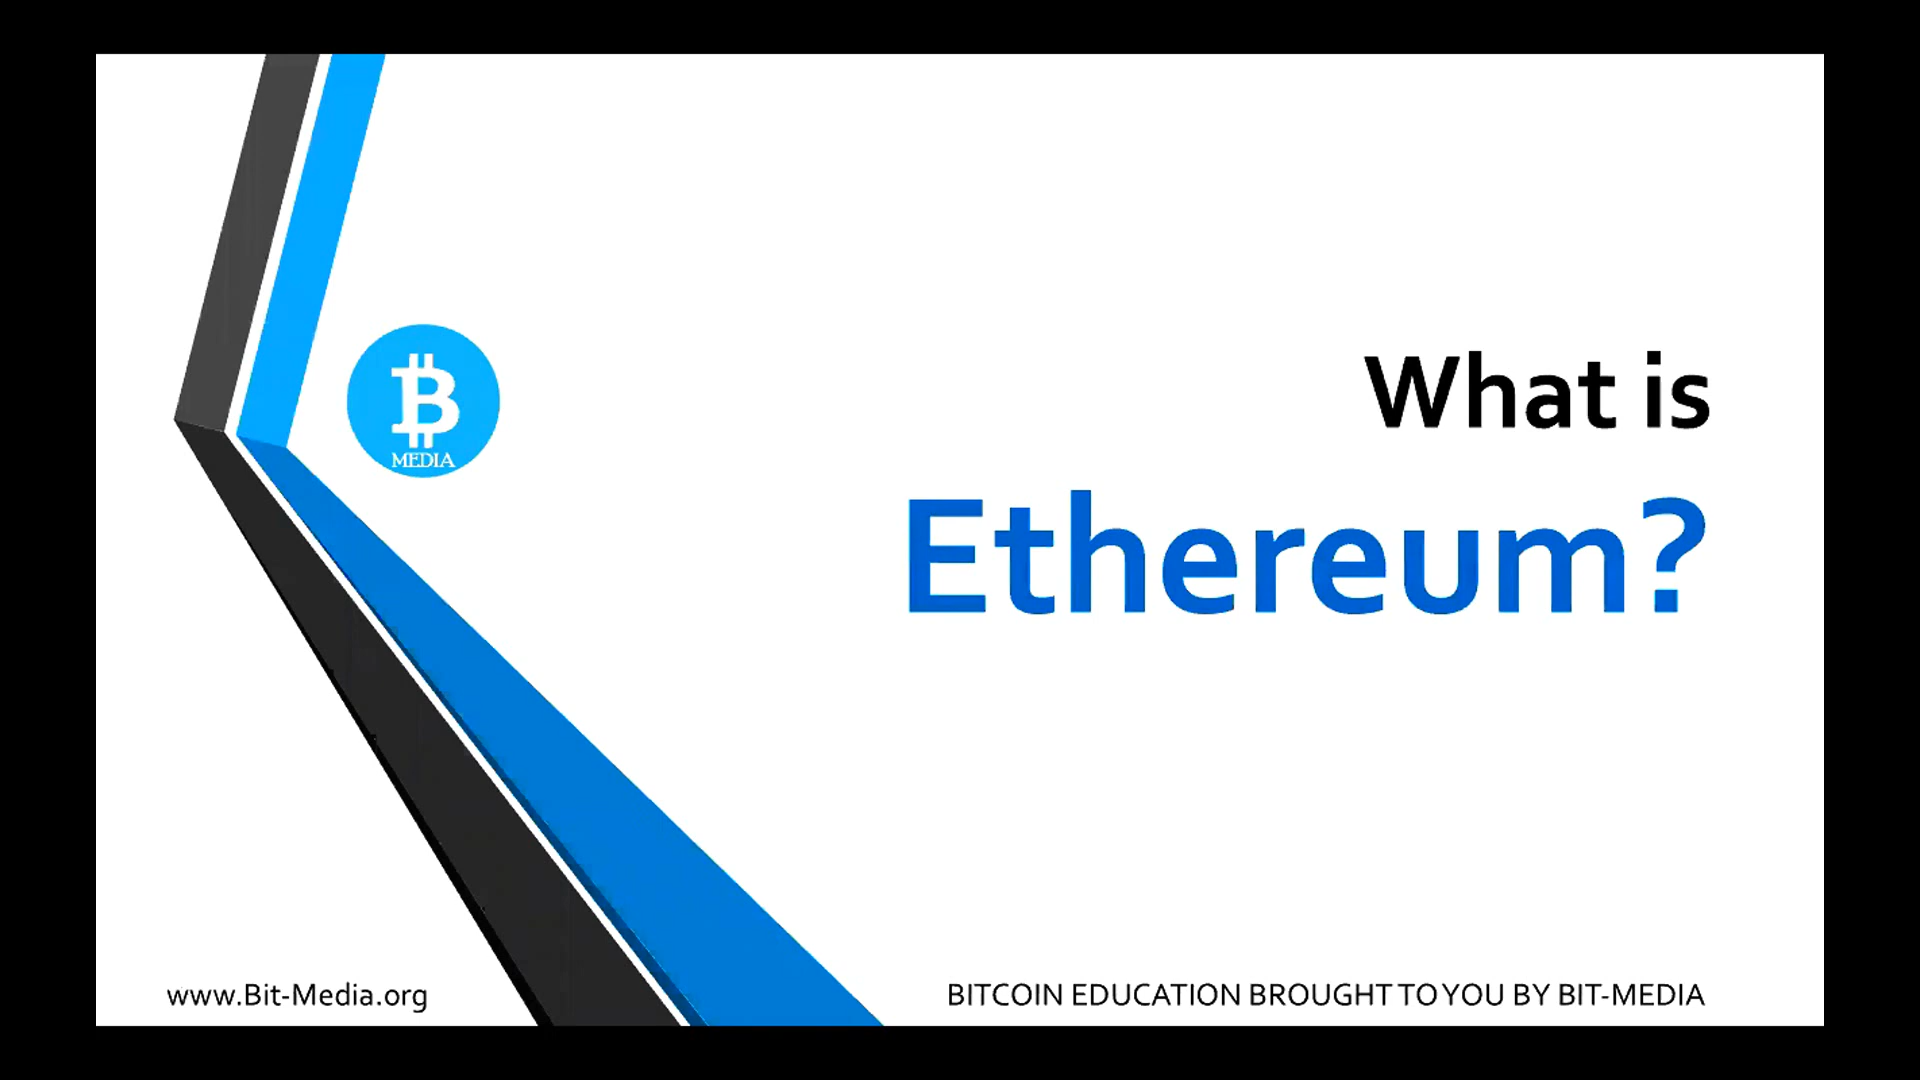 What is
Ethereum?
B
MEDIA
www.Bit-Media.org
BITCOIN EDUCATION BROUGHT TO YOU BY BIT-MEDIA